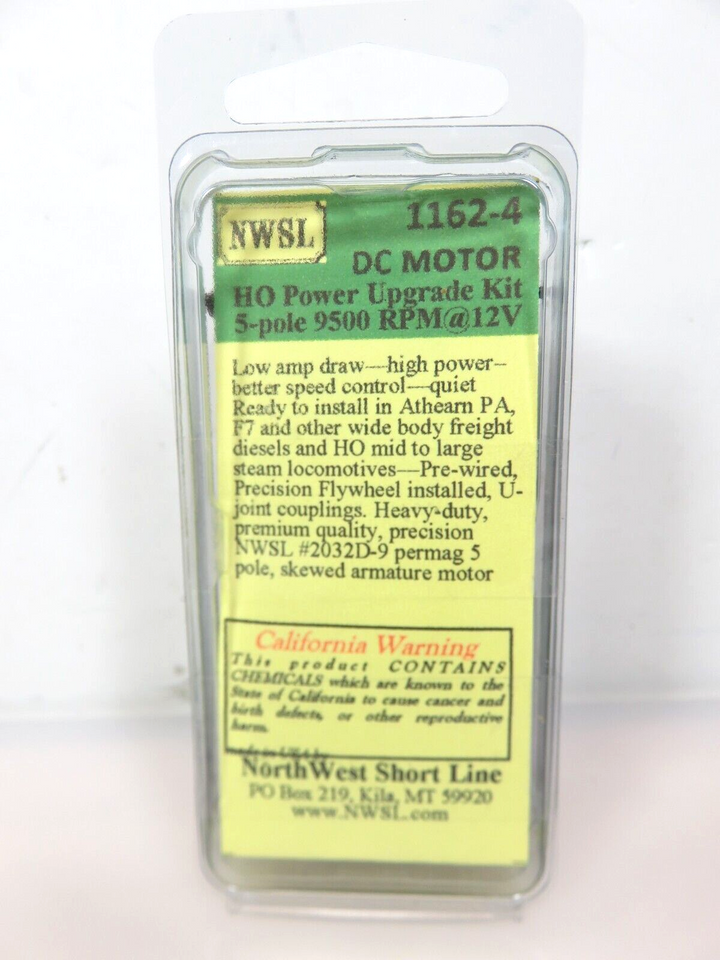 NWSL
1162-4
DC MOTOR
HO Power Upgrade Kit
5-pole 9500 RPM@12V
Low amp draw—high power–
better speed control—quiet
Ready to install in Athearn PA,
F7 and other wide body freight
diesels and HO mid to large
steam locomotives—Pre-wired,
Precision Flywheel installed, U-
joint couplings. Heavy-duty,
premium quality, precision
NWSL #2032D-9 permag 5
pole, skewed armature motor
California Warning
This product CONTAINS
CHEMICALS which are known to the
State of California to cause cancer and
birth defects, or other reproductive
harm.
made in USA by
NorthWest Short Line
PO Box 219, Kila, MT 59920
www.NWSL.com